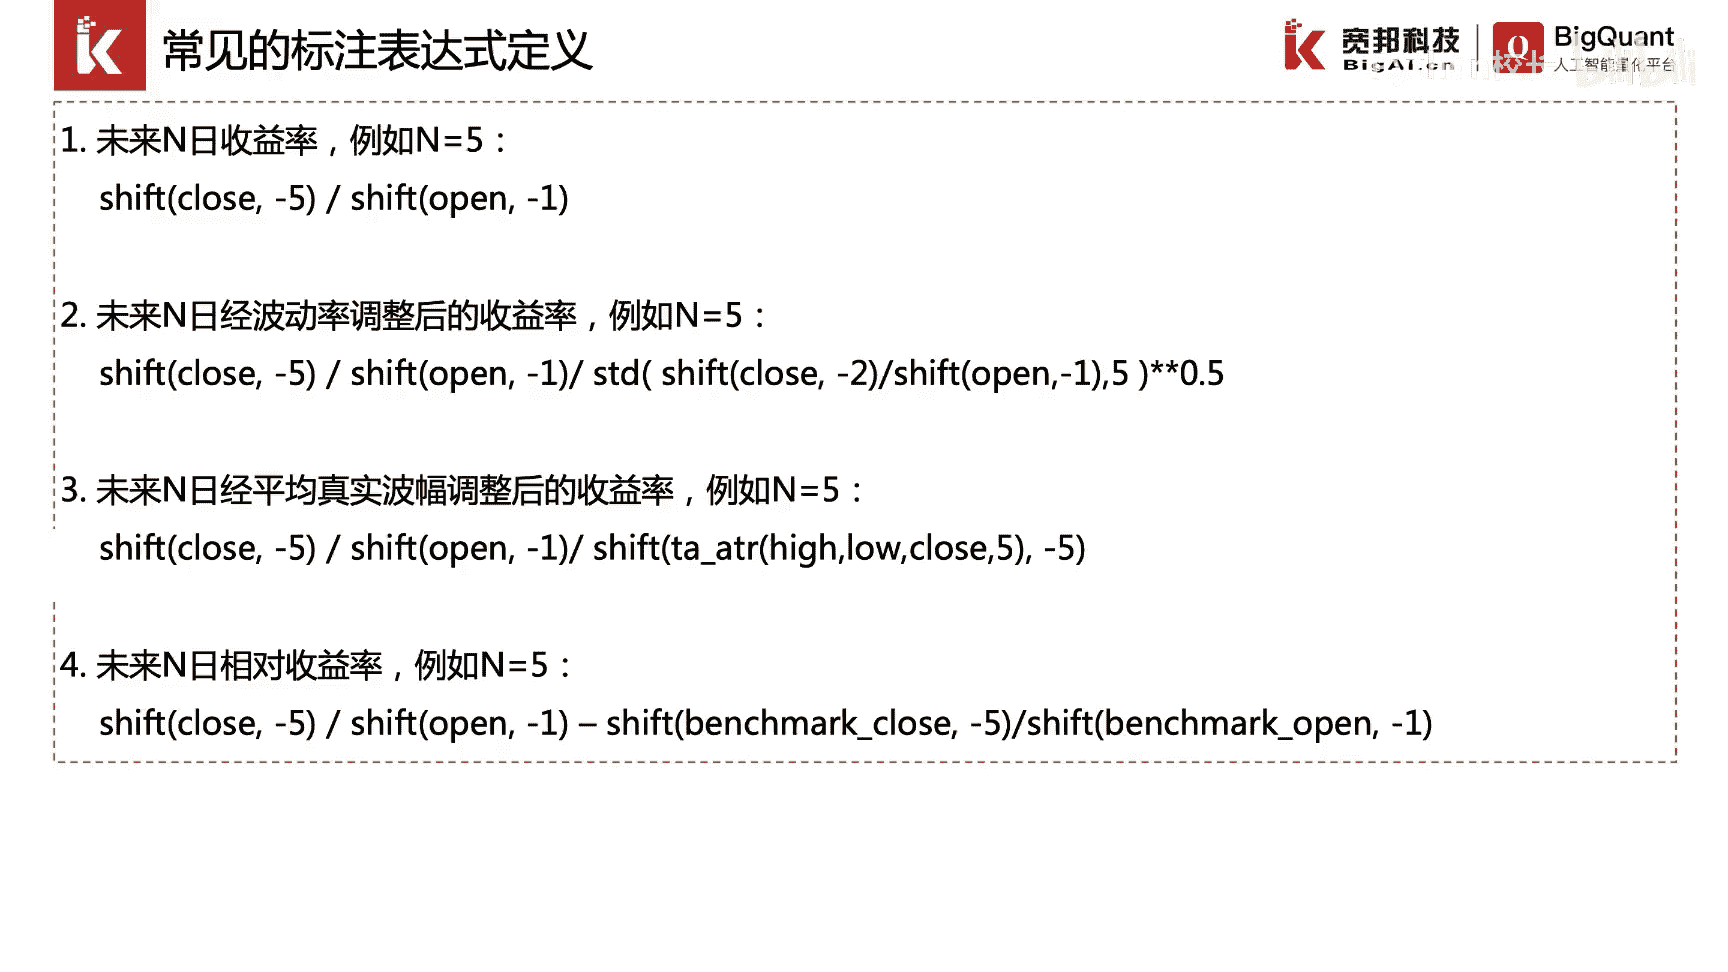 常见的标注表达式定义
宽邦科技
BigAI.cn
BigQuant
人工智能量化平台
1. 未来N日收益率，例如N=5：
shift(close, -5) / shift(open, -1)
2. 未来N日经波动率调整后的收益率，例如N=5：
shift(close, -5) / shift(open, -1)/ std( shift(close, -2)/shift(open,-1),5 )**0.5
3. 未来N日经平均真实波幅调整后的收益率，例如N=5：
shift(close, -5) / shift(open, -1)/ shift(ta_atr(high,low,close,5), -5)
4. 未来N日相对收益率，例如N=5：
shift(close, -5) / shift(open, -1) – shift(benchmark_close, -5)/shift(benchmark_open, -1)